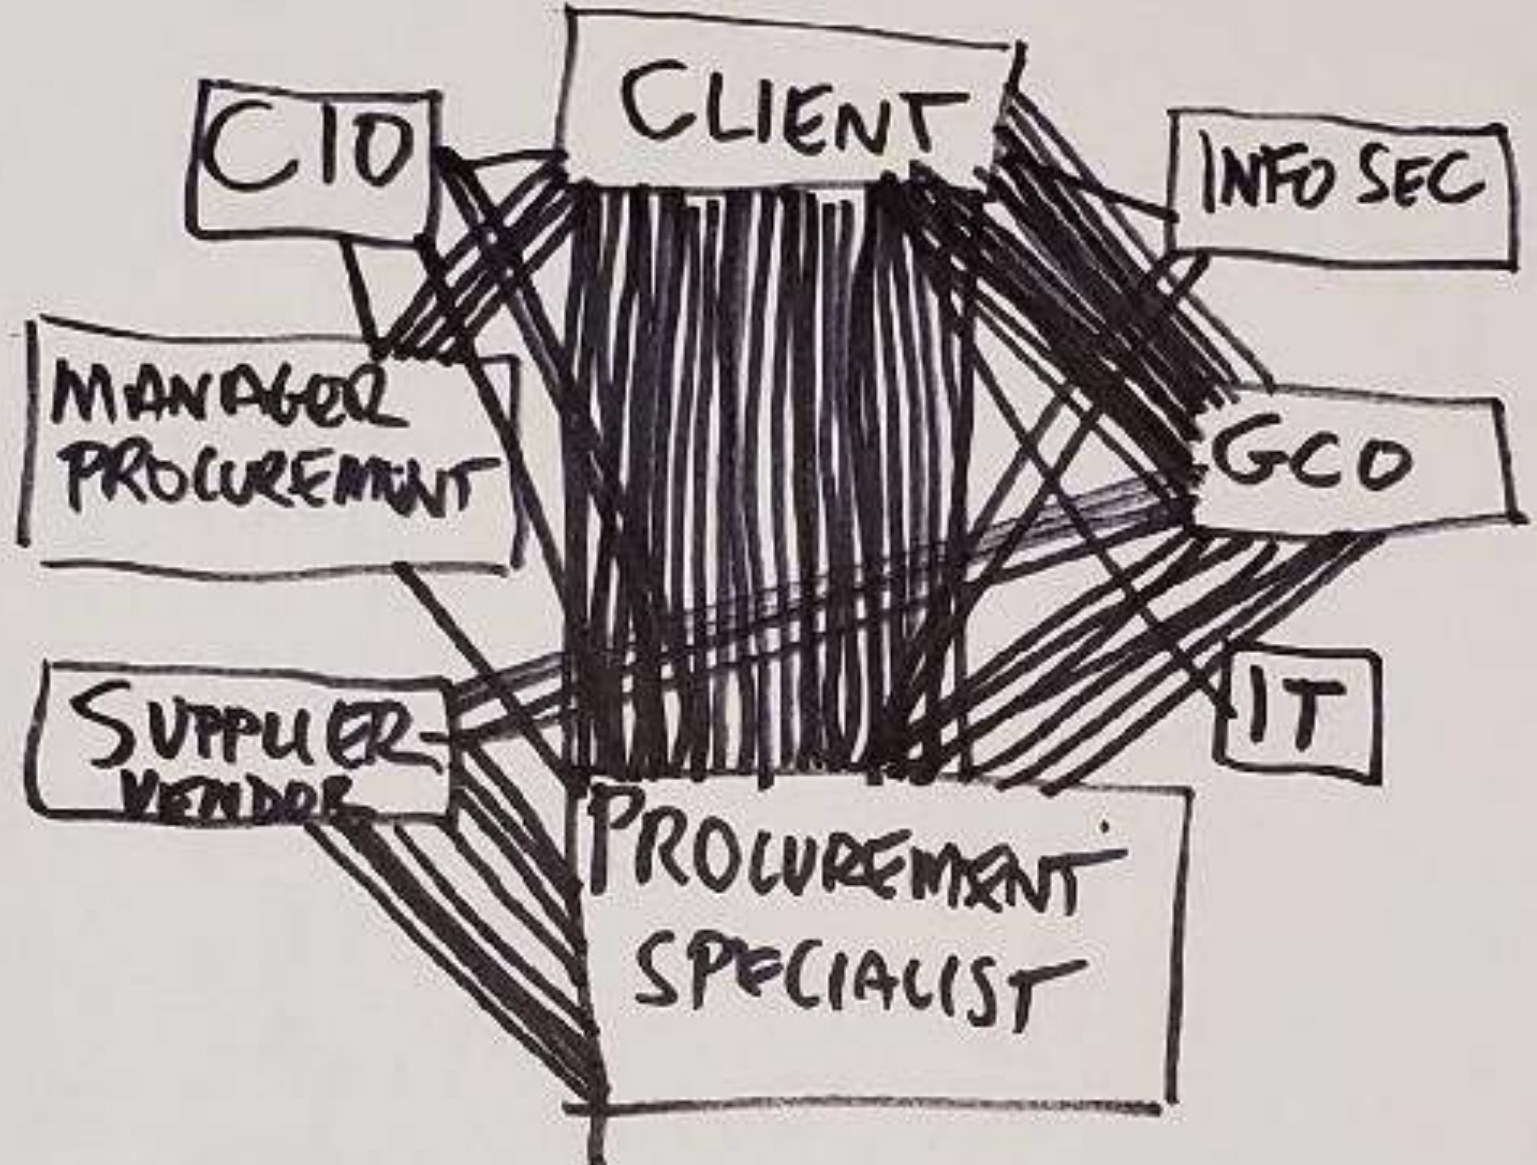 CLIENT
CIO
INFO SEC
MANAGER
PROCUREMENT
GCO
SUPPLIER
VENDOR
IT
PROCUREMENT
SPECIALIST